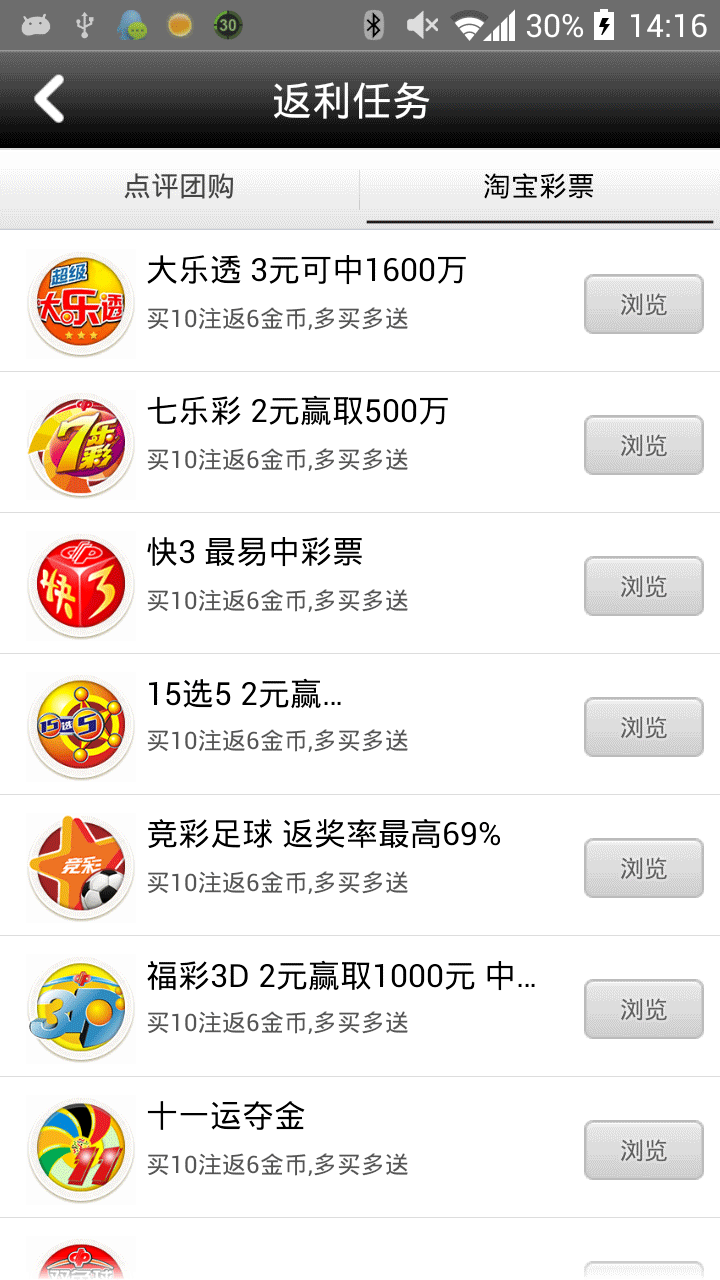 30 30% 14:16
返利任务
点评团购 淘宝彩票
超级
大乐透
大乐透 3元可中1600万
买10注返6金币,多买多送
浏览
7乐彩
七乐彩 2元赢取500万
买10注返6金币,多买多送
浏览
快3
快3 最易中彩票
买10注返6金币,多买多送
浏览
15选5
15选5 2元赢...
买10注返6金币,多买多送
浏览
竞彩
竞彩足球 返奖率最高69%
买10注返6金币,多买多送
浏览
3D
福彩3D 2元赢取1000元 中...
买10注返6金币,多买多送
浏览
11
十一运夺金
买10注返6金币,多买多送
浏览